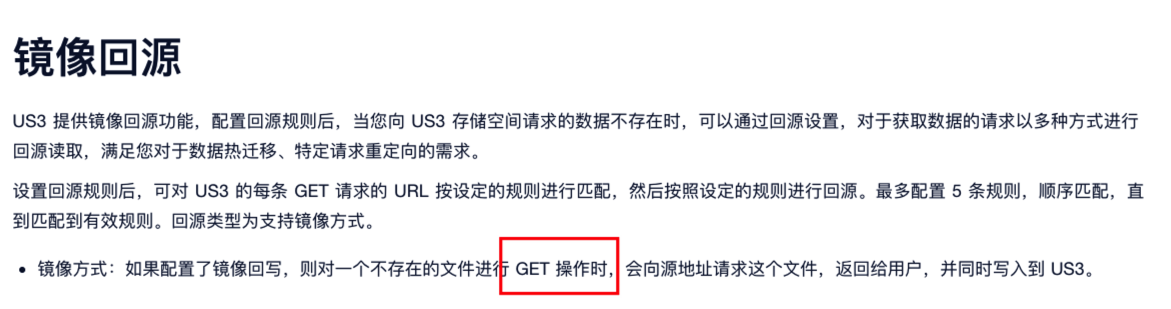 镜像回源
US3 提供镜像回源功能，配置回源规则后，当您向 US3 存储空间请求的数据不存在时，可以通过回源设置，对于获取数据的请求以多种方式进行
回源读取，满足您对于数据热迁移、特定请求重定向的需求。
设置回源规则后，可对 US3 的每条 GET 请求的 URL 按设定的规则进行匹配，然后按照设定的规则进行回源。最多配置 5 条规则，顺序匹配，直
到匹配到有效规则。回源类型为支持镜像方式。
• 镜像方式：如果配置了镜像回写，则对一个不存在的文件进行 GET 操作时，会向源地址请求这个文件，返回给用户，并同时写入到 US3。